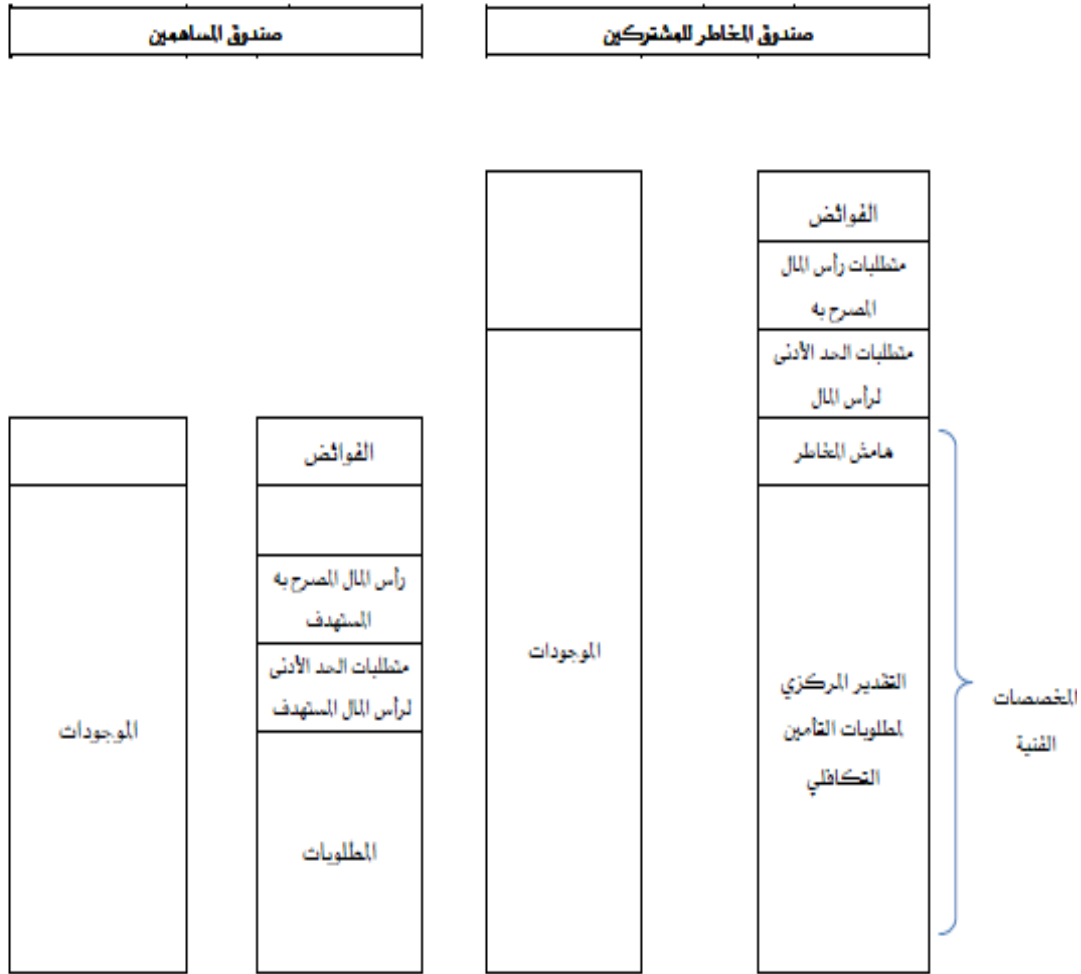 صندوق المخاطر للمشتركين
صندوق المساهمين
الفوائض
متطلبات رأس المال
المصرح به
متطلبات الحد الأدنى
لرأس المال
هامش المخاطر
التقدير المركزي
لمطلوبات التأمين
التكافلي
المخصصات
الفنية
الموجودات
الفوائض
رأس المال المصرح به
المستهدف
متطلبات الحد الأدنى
لرأس المال المستهدف
المطلوبات
الموجودات